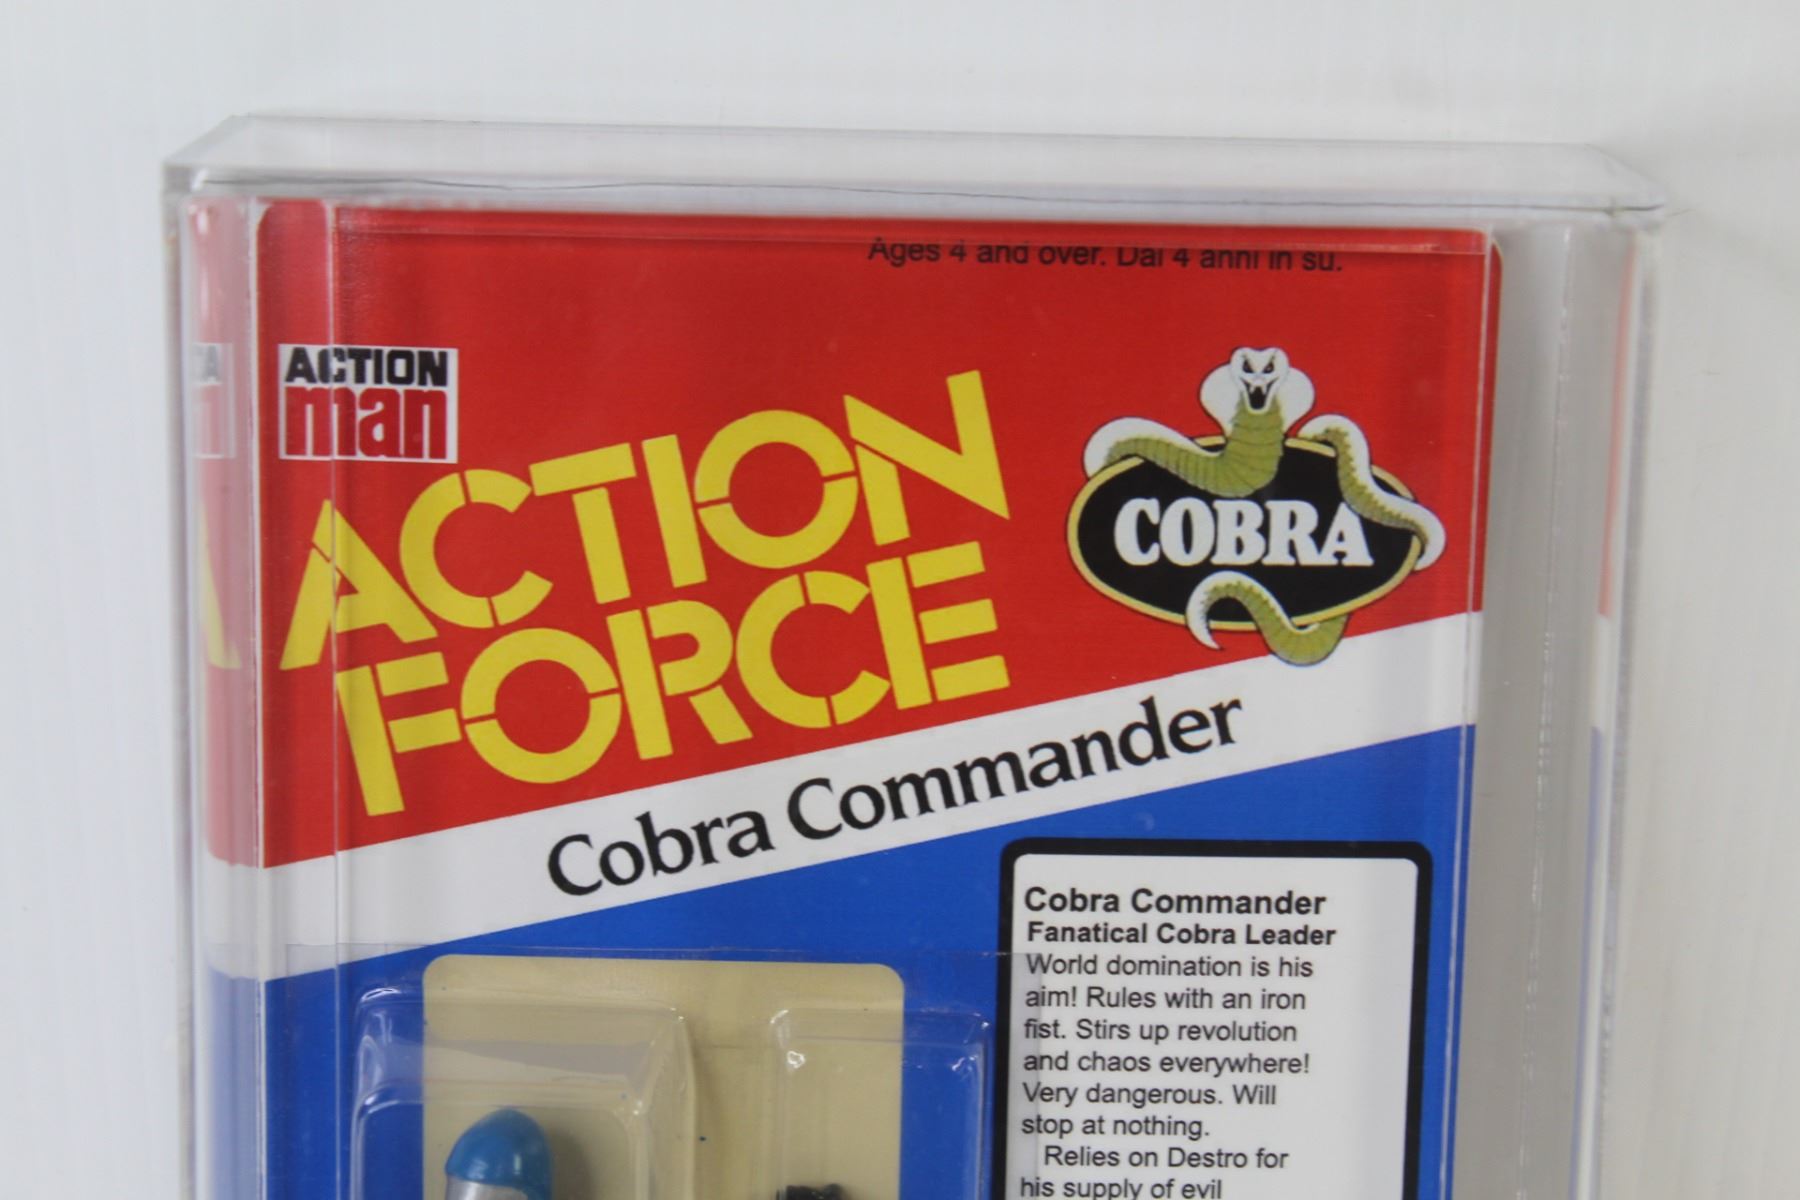 Ages 4 and over. Dai 4 anni in su.
ACTION
man
ACTION
FORCE
COBRA
Cobra Commander
Cobra Commander
Fanatical Cobra Leader
World domination is his
aim! Rules with an iron
fist. Stirs up revolution
and chaos everywhere!
Very dangerous. Will
stop at nothing.
Relies on Destro for
his supply of evil